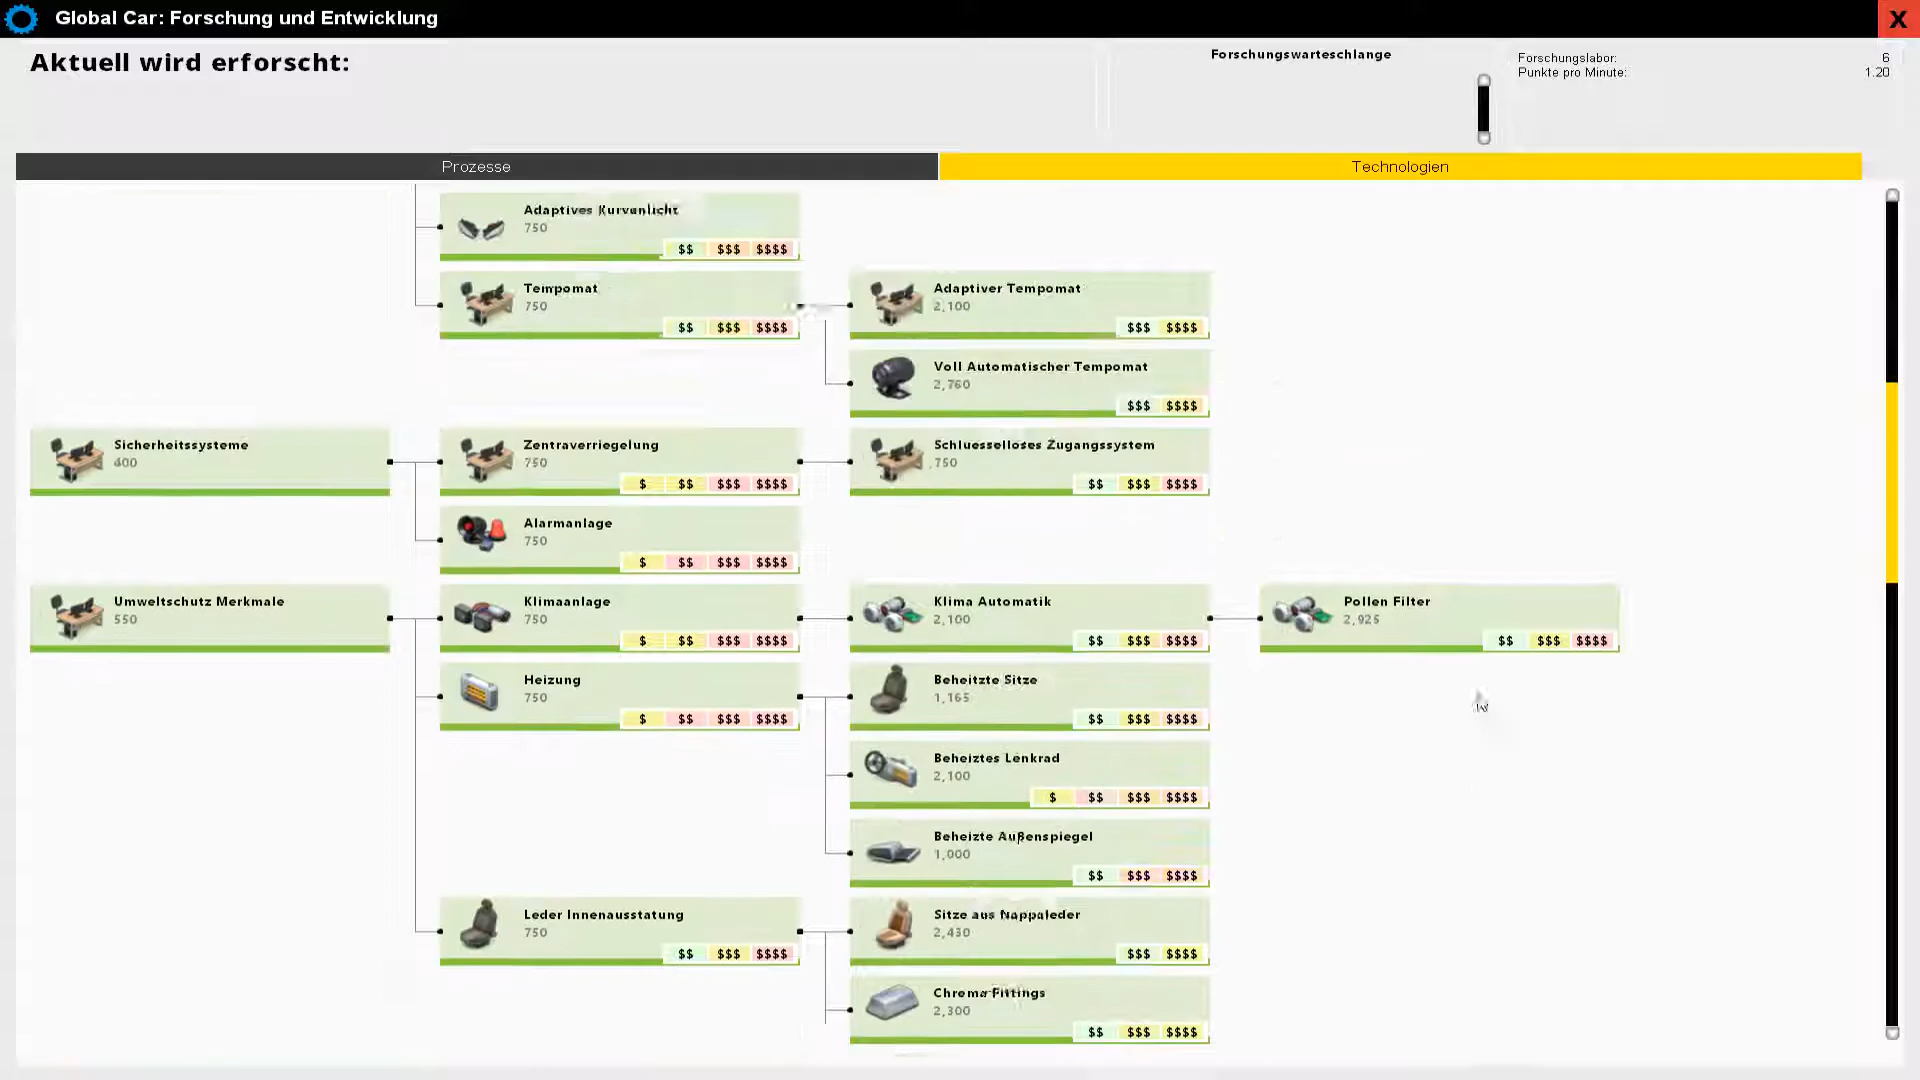 Global Car: Forschung und Entwicklung
X
Aktuell wird erforscht:
Forschungswarteschlange
Forschungslabor: 6
Punkte pro Minute: 1.20
Prozesse
Technologien
Adaptives Kurvenlicht
750
$$ $$$ $$$$
Tempomat
750
$$ $$$ $$$$
Adaptiver Tempomat
2,100
$$$ $$$$
Voll Automatischer Tempomat
2,760
$$$ $$$$
Sicherheitssysteme
400
Zentraverriegelung
750
$ $$ $$$ $$$$
Schluesselloses Zugangssystem
750
$$ $$$ $$$$
Alarmanlage
750
$ $$ $$$ $$$$
Umweltschutz Merkmale
550
Klimaanlage
750
$ $$ $$$ $$$$
Klima Automatik
2,100
$$ $$$ $$$$
Pollen Filter
2,925
$$ $$$ $$$$
Heizung
750
$ $$ $$$ $$$$
Beheitzte Sitze
1,165
$$ $$$ $$$$
Beheiztes Lenkrad
2,100
$ $$ $$$ $$$$
Beheizte Außenspiegel
1,000
$$ $$$ $$$$
Leder Innenausstatung
750
$$ $$$ $$$$
Sitze aus Nappaleder
2,430
$$$ $$$$
Chroma Fittings
2,300
$$ $$$ $$$$